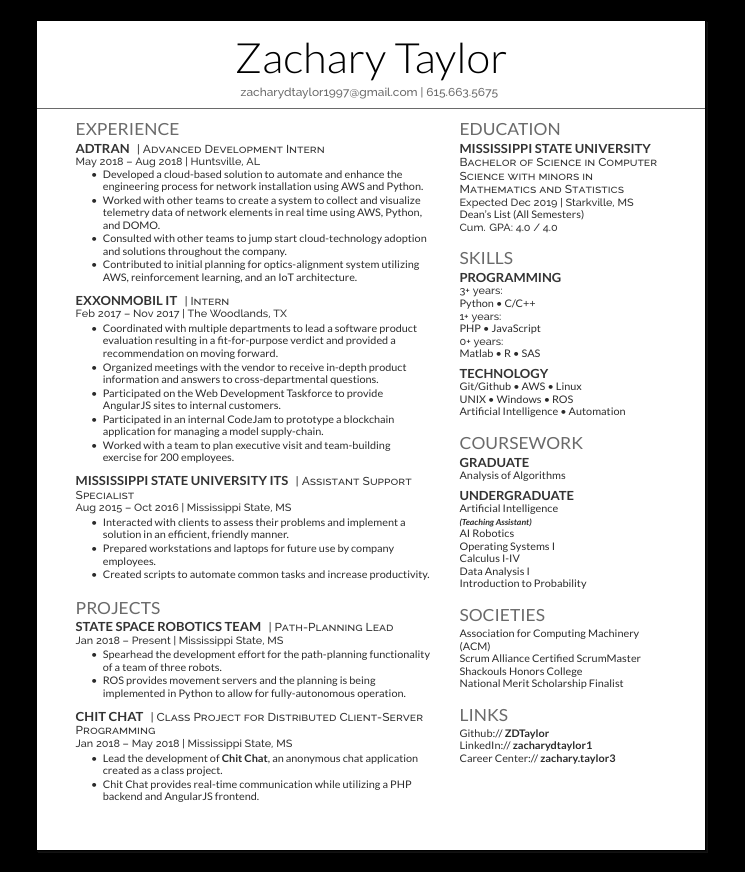 Zachary Taylor
zacharydtaylor1997@gmail.com | 615.663.5675
EXPERIENCE
ADTRAN | Advanced Development Intern
May 2018 – Aug 2018 | Huntsville, AL
• Developed a cloud-based solution to automate and enhance the
engineering process for network installation using AWS and Python.
• Worked with other teams to create a system to collect and visualize
telemetry data of network elements in real time using AWS, Python,
and DOMO.
• Consulted with other teams to jump start cloud-technology adoption
and solutions throughout the company.
• Contributed to initial planning for optics-alignment system utilizing
AWS, reinforcement learning, and an IoT architecture.
EXXONMOBIL IT | Intern
Feb 2017 – Nov 2017 | The Woodlands, TX
• Coordinated with multiple departments to lead a software product
evaluation resulting in a fit-for-purpose verdict and provided a
recommendation on moving forward.
• Organized meetings with the vendor to receive in-depth product
information and answers to cross-departmental questions.
• Participated on the Web Development Taskforce to provide
AngularJS sites to internal customers.
• Participated in an internal CodeJam to prototype a blockchain
application for managing a model supply-chain.
• Worked with a team to plan executive visit and team-building
exercise for 200 employees.
MISSISSIPPI STATE UNIVERSITY ITS | Assistant Support
Specialist
Aug 2015 – Oct 2016 | Mississippi State, MS
• Interacted with clients to assess their problems and implement a
solution in an efficient, friendly manner.
• Prepared workstations and laptops for future use by company
employees.
• Created scripts to automate common tasks and increase productivity.
PROJECTS
STATE SPACE ROBOTICS TEAM | Path-Planning Lead
Jan 2018 – Present | Mississippi State, MS
• Spearhead the development effort for the path-planning functionality
of a team of three robots.
• ROS provides movement servers and the planning is being
implemented in Python to allow for fully-autonomous operation.
CHIT CHAT | Class Project for Distributed Client-Server
Programming
Jan 2018 – May 2018 | Mississippi State, MS
• Lead the development of Chit Chat, an anonymous chat application
created as a class project.
• Chit Chat provides real-time communication while utilizing a PHP
backend and AngularJS frontend.
EDUCATION
MISSISSIPPI STATE UNIVERSITY
Bachelor of Science in Computer
Science with minors in
Mathematics and Statistics
Expected Dec 2019 | Starkville, MS
Dean's List (All Semesters)
Cum. GPA: 4.0 / 4.0
SKILLS
PROGRAMMING
3+ years:
Python • C/C++
1+ years:
PHP • JavaScript
0+ years:
Matlab • R • SAS
TECHNOLOGY
Git/Github • AWS • Linux
UNIX • Windows • ROS
Artificial Intelligence • Automation
COURSEWORK
GRADUATE
Analysis of Algorithms
UNDERGRADUATE
Artificial Intelligence
(Teaching Assistant)
AI Robotics
Operating Systems I
Calculus I-IV
Data Analysis I
Introduction to Probability
SOCIETIES
Association for Computing Machinery
(ACM)
Scrum Alliance Certified ScrumMaster
Shackouls Honors College
National Merit Scholarship Finalist
LINKS
Github:// ZDTaylor
LinkedIn:// zacharydtaylor1
Career Center:// zachary.taylor3